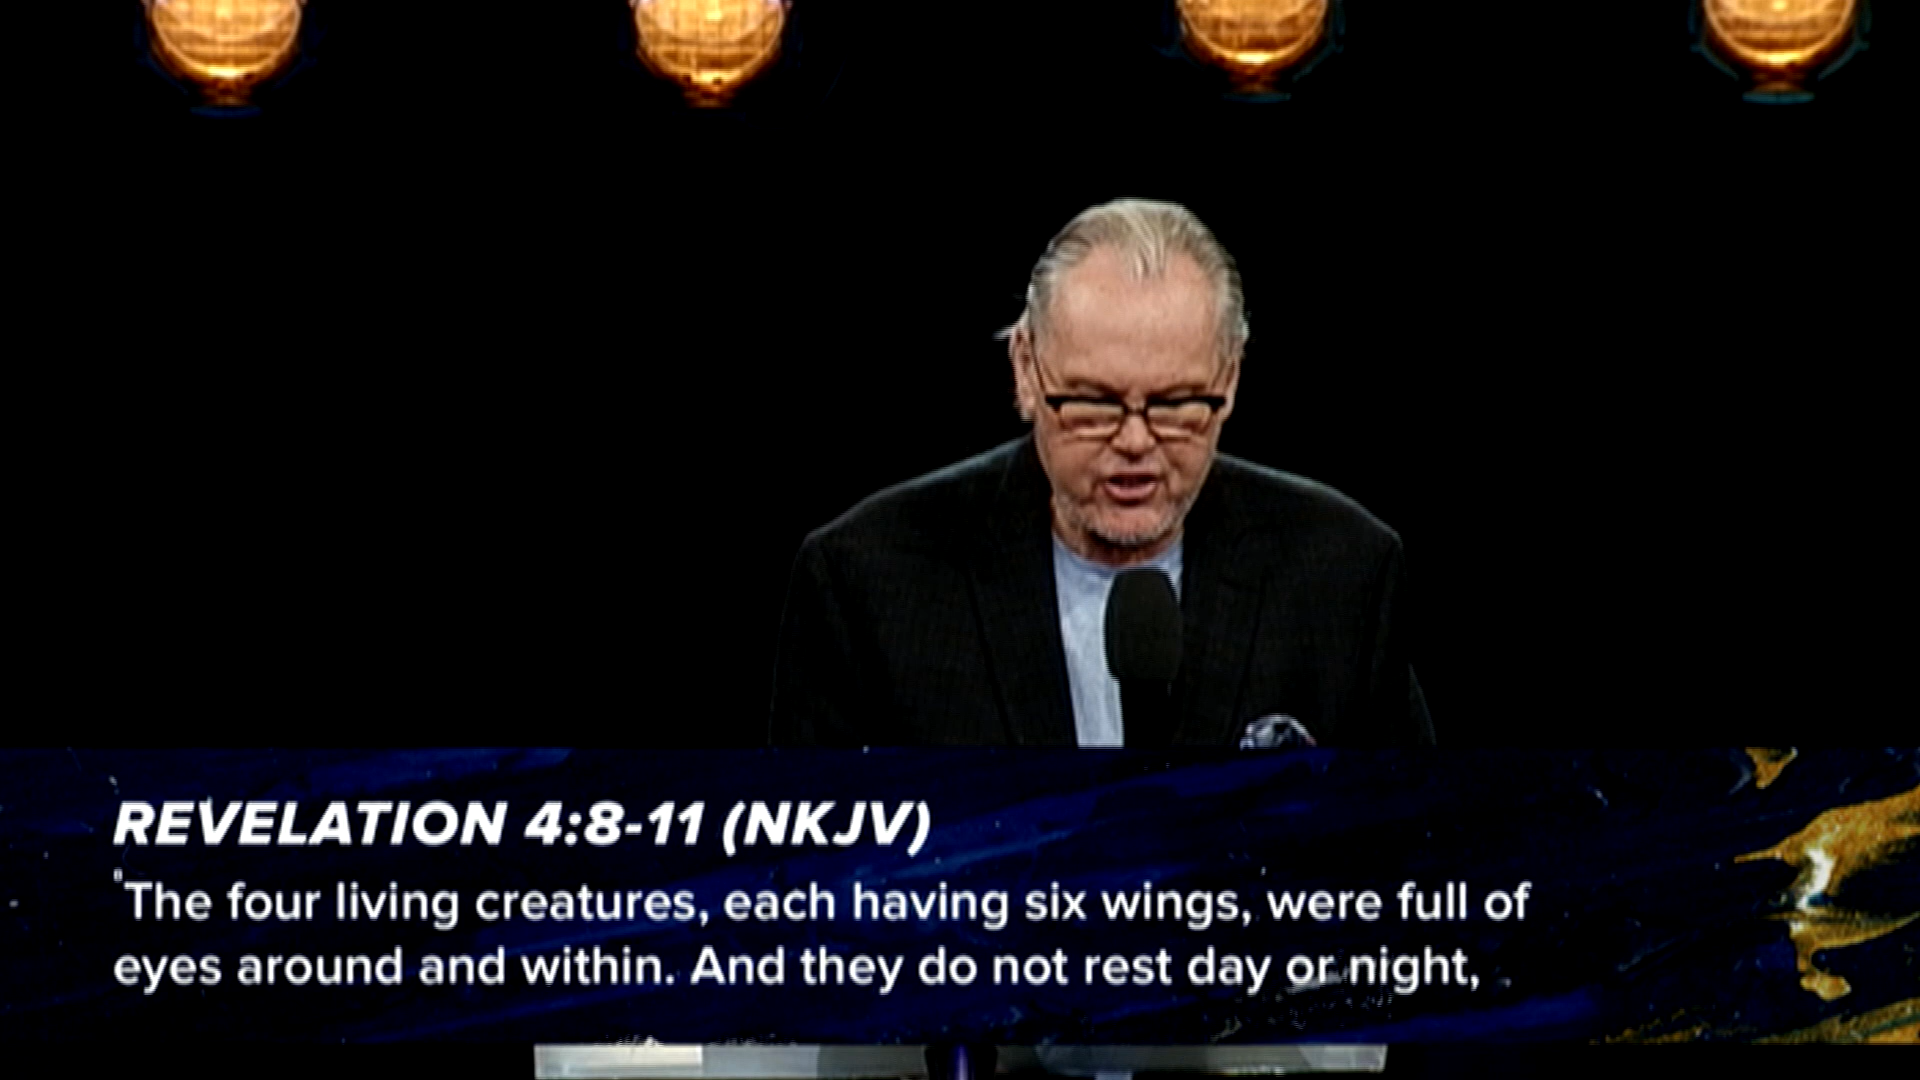 REVELATION 4:8-11 (NKJV)
⁸The four living creatures, each having six wings, were full of
eyes around and within. And they do not rest day or night,